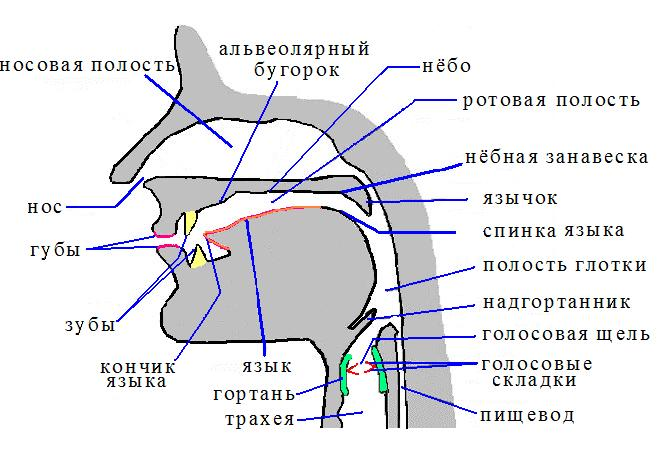 альвеолярный
бугорок
носовая полость
нёбо
ротовая полость
нёбная занавеска
язычок
нос
спинка языка
губы
полость глотки
надгортанник
зубы
голосовая щель
кончик
языка
язык
голосовые
складки
гортань
трахея
пищевод